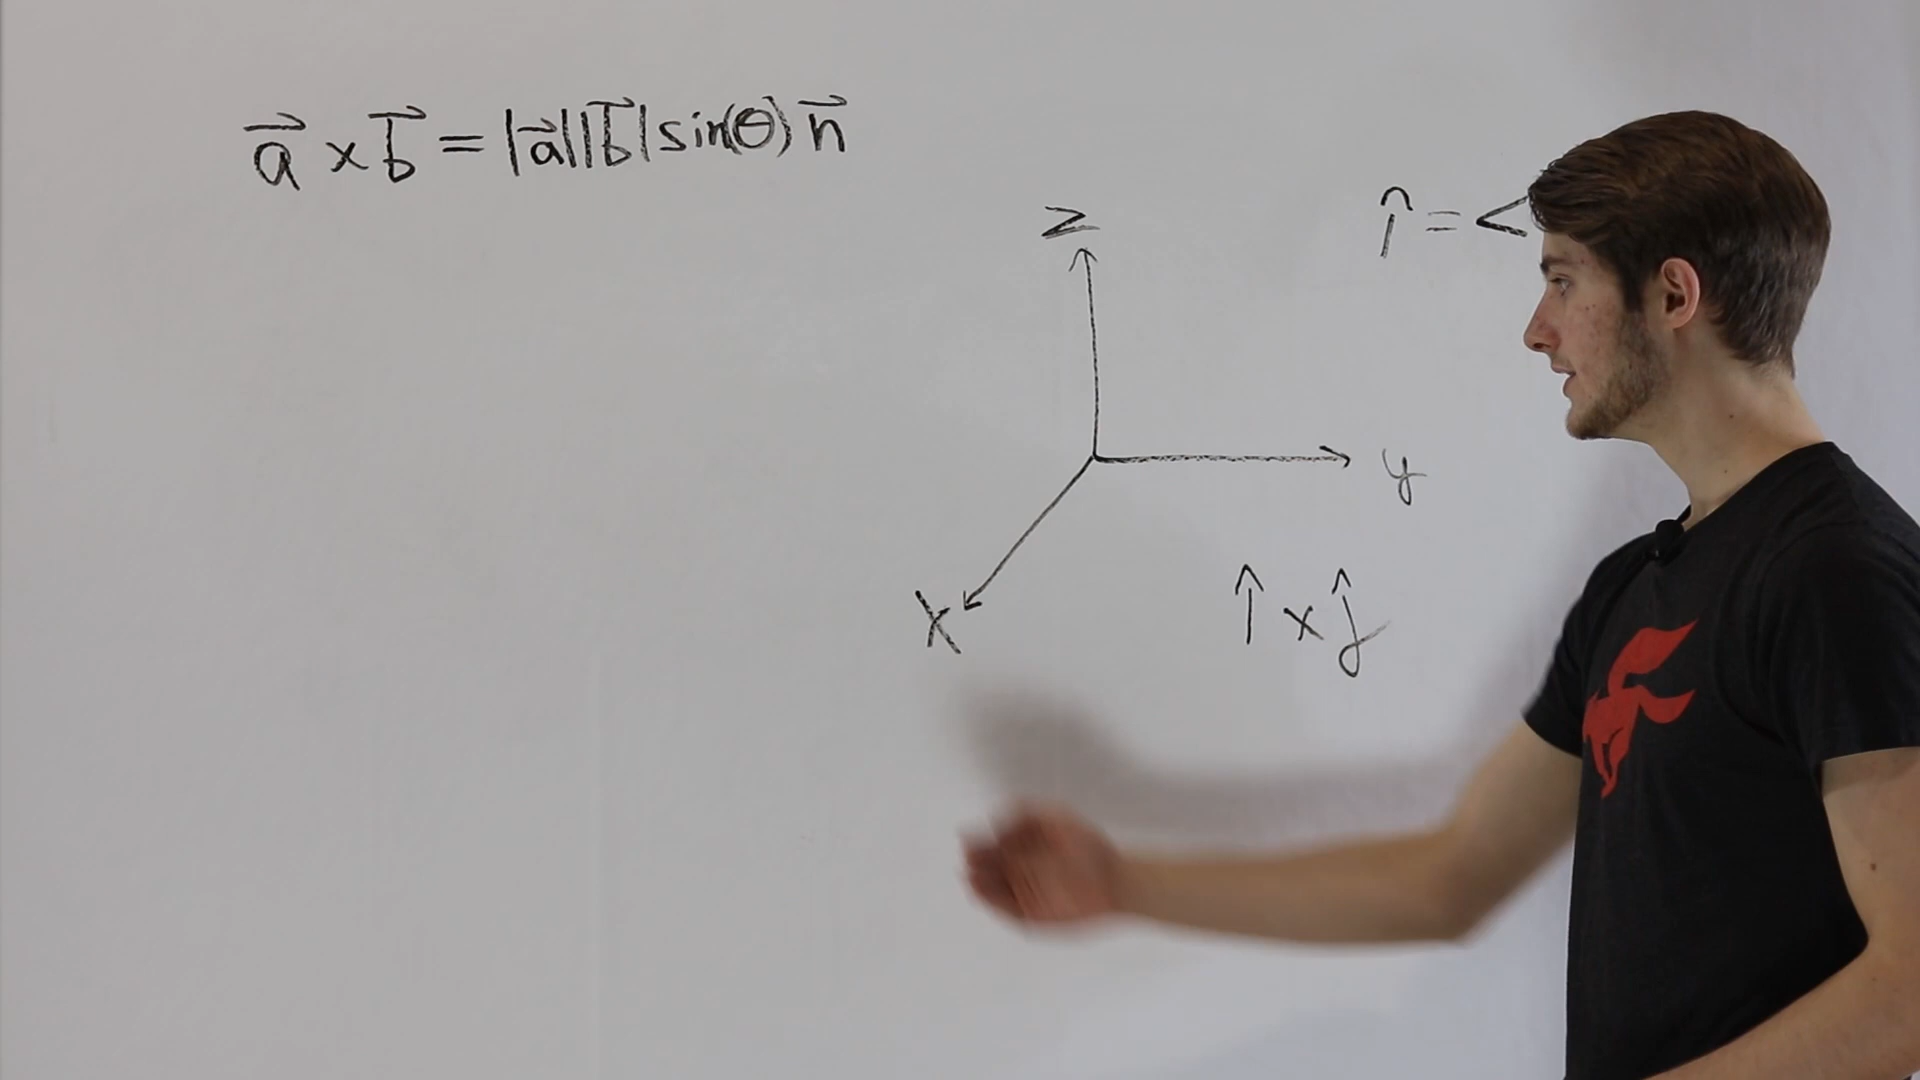 a⃗ × b⃗ = |a⃗||b⃗| sin(θ) n⃗
z
î = <
y
x
î × ĵ